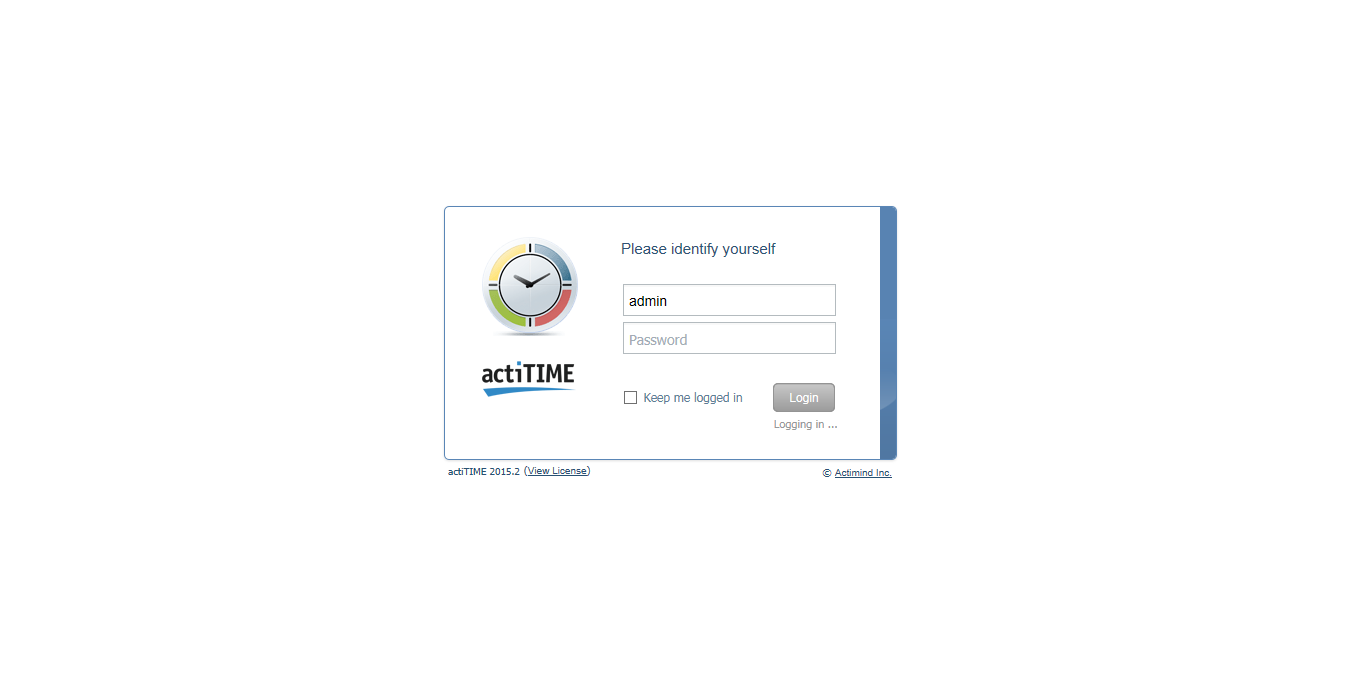 Please identify yourself
admin
Password
actiTIME
Keep me logged in
Login
Logging in ...
actiTIME 2015.2 (View License)
© Actimind Inc.